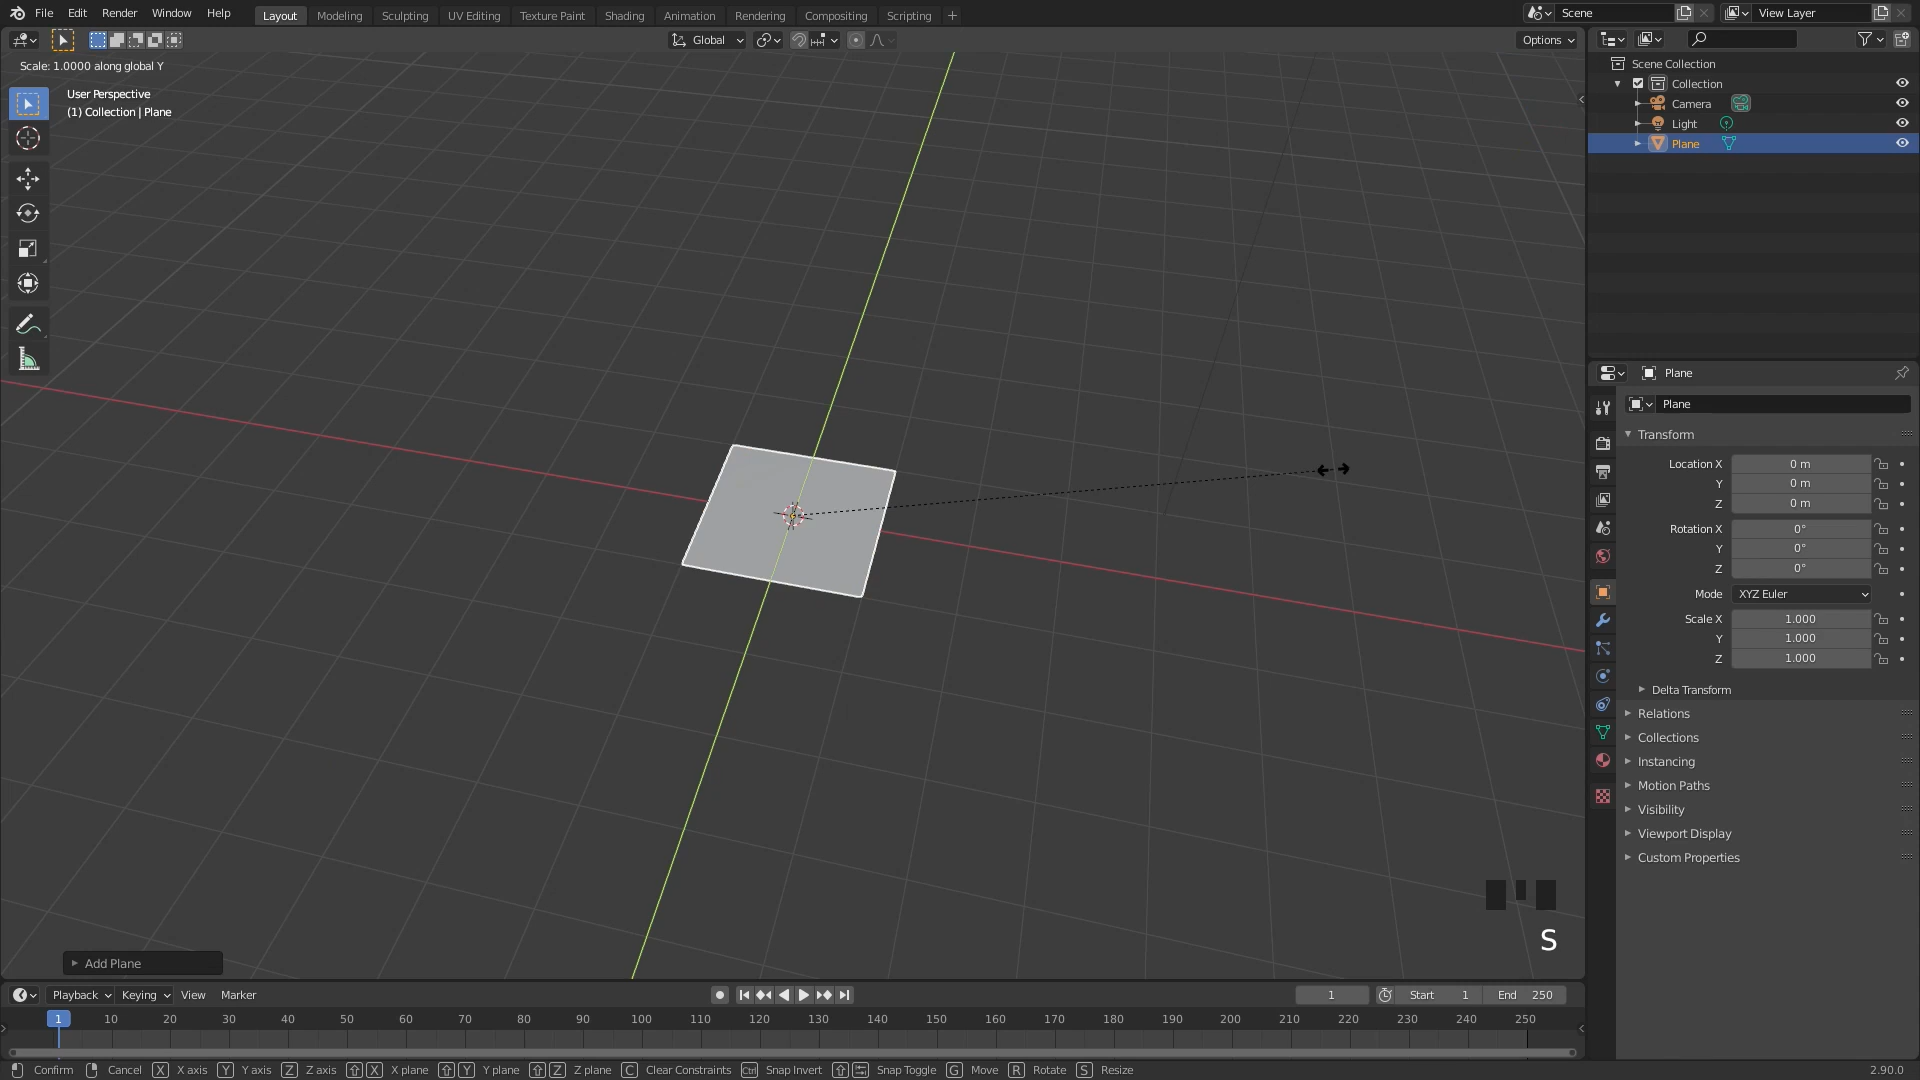 File Edit Render Window Help Layout Modeling Sculpting UV Editing Texture Paint Shading Animation Rendering Compositing Scripting + Scene View Layer
Global Options
Scale: 1.0000 along global Y
User Perspective
(1) Collection | Plane
Scene Collection
Collection
Camera
Light
Plane
Plane
Plane
Transform
Location X 0 m
Y 0 m
Z 0 m
Rotation X 0°
Y 0°
Z 0°
Mode XYZ Euler
Scale X 1.000
Y 1.000
Z 1.000
Delta Transform
Relations
Collections
Instancing
Motion Paths
Visibility
Viewport Display
Custom Properties
S
Add Plane
Playback Keying View Marker 1 Start 1 End 250
1 10 20 30 40 50 60 70 80 90 100 110 120 130 140 150 160 170 180 190 200 210 220 230 240 250
Confirm Cancel X X axis Y Y axis Z Z axis X X plane Y Y plane Z Z plane C Clear Constraints Ctrl Snap Invert Snap Toggle G Move R Rotate S Resize 2.90.0